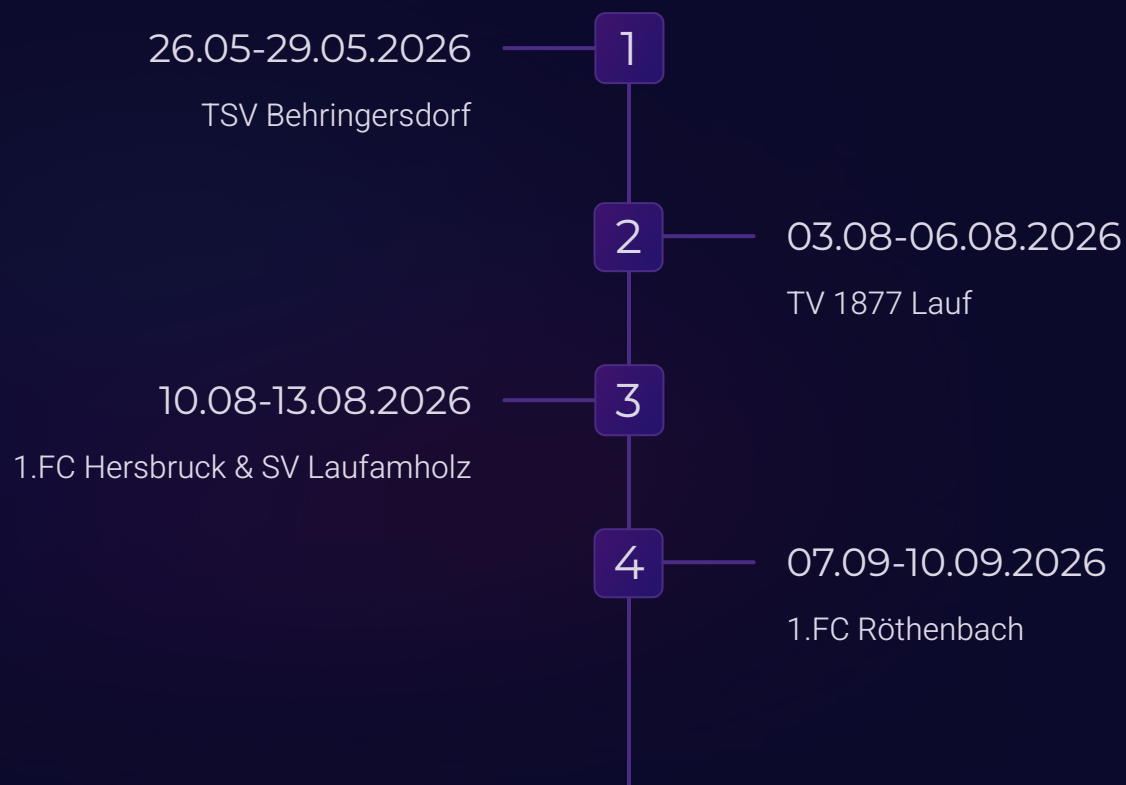 26.05-29.05.2026
1
TSV Behringersdorf
2
03.08-06.08.2026
TV 1877 Lauf
10.08-13.08.2026
3
1.FC Hersbruck & SV Laufamholz
4
07.09-10.09.2026
1.FC Röthenbach